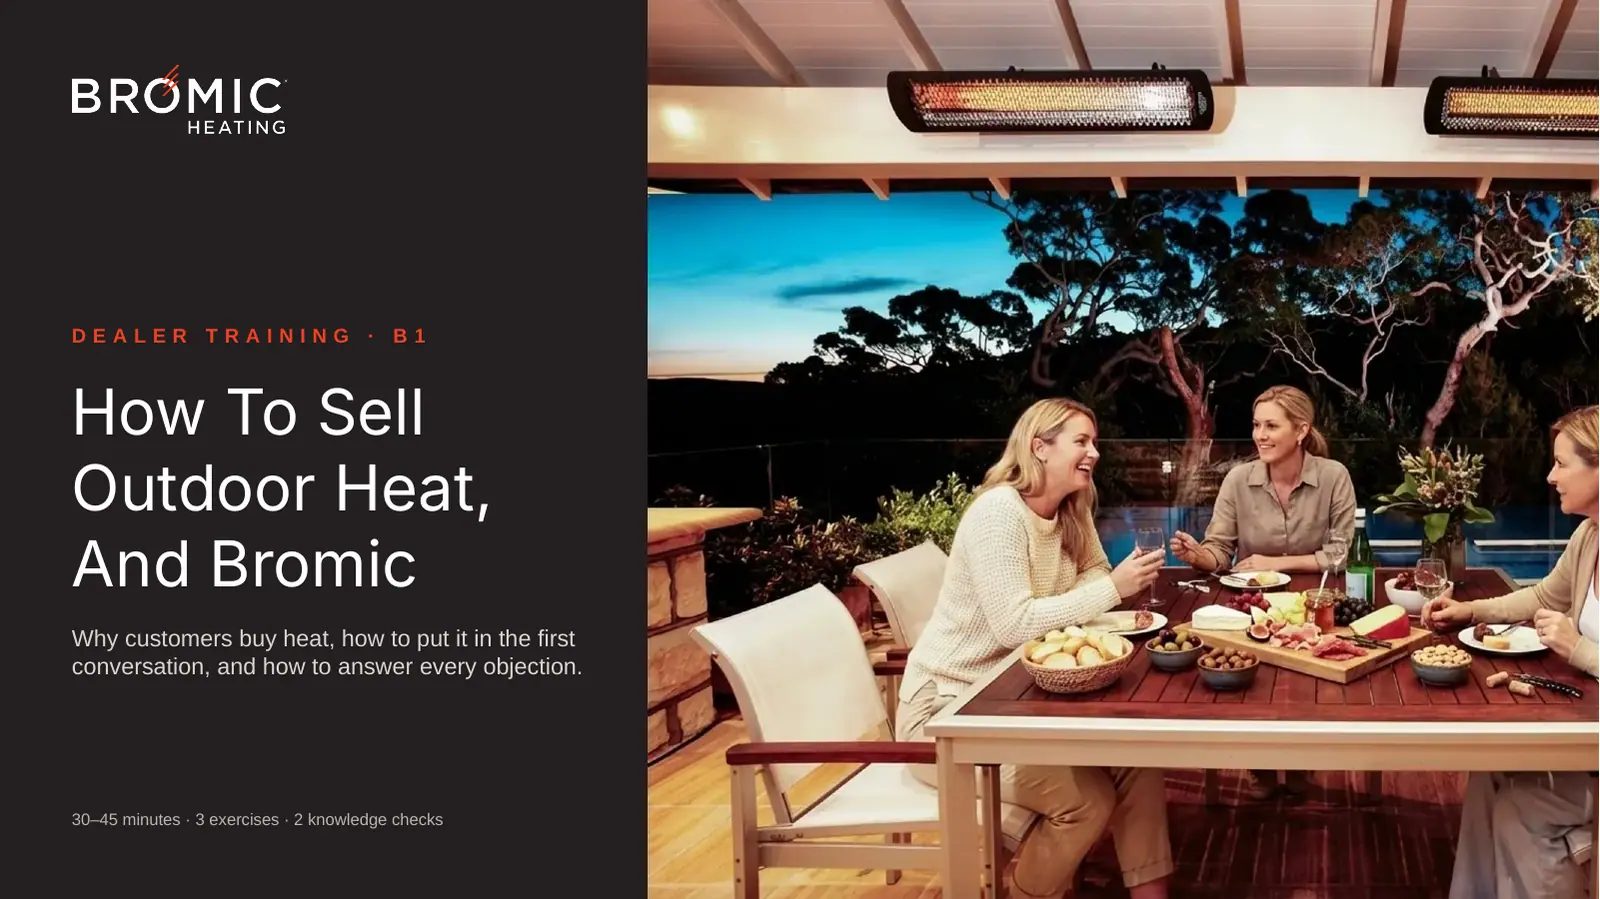 BROMIC
HEATING
DEALER TRAINING · B1
How To Sell
Outdoor Heat,
And Bromic
Why customers buy heat, how to put it in the first
conversation, and how to answer every objection.
30–45 minutes · 3 exercises · 2 knowledge checks